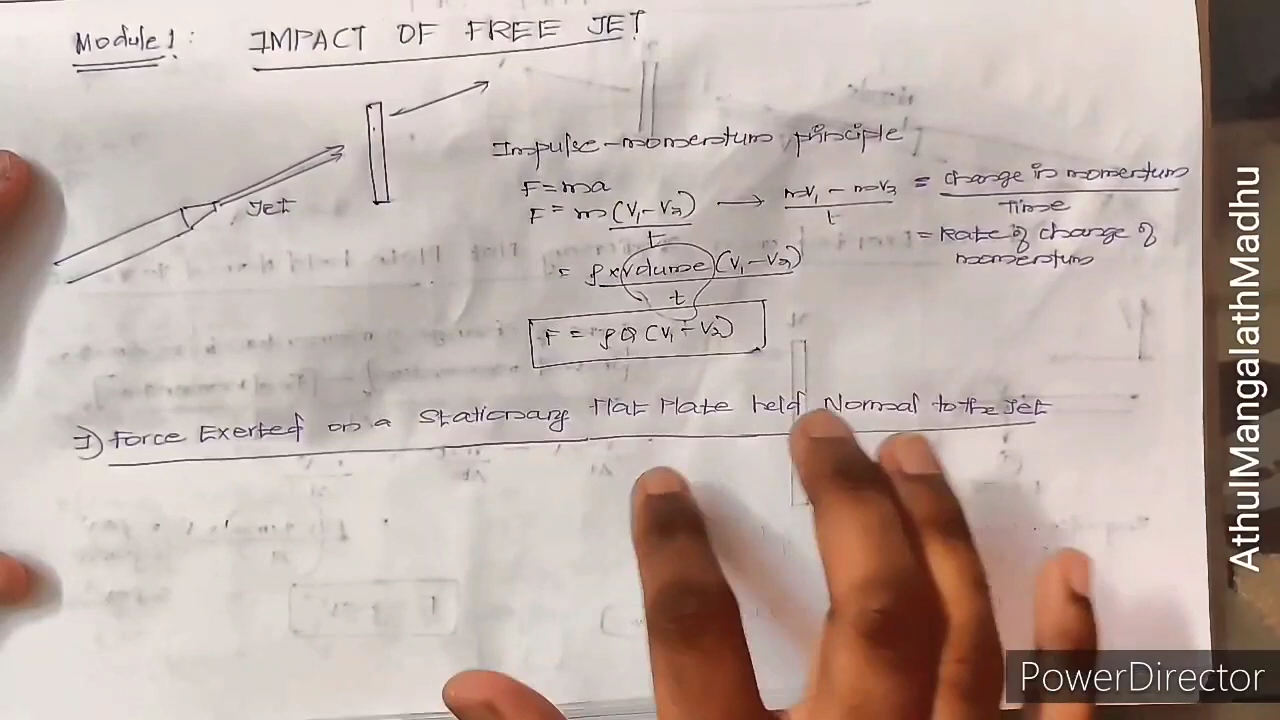 Module 1: IMPACT OF FREE JET
Jet
Impulse-momentum principle
F = ma
F = m (V₁ - V₂) / t → mV₁ - mV₂ / t = change in momentum / Time
= Rate of change of momentum
= ρ × volume (V₁ - V₂) / t
F = ρQ (V₁ - V₂)
I) Force Exerted on a Stationary Flat Plate held Normal to the Jet
AthulMangalathMadhu
PowerDirector